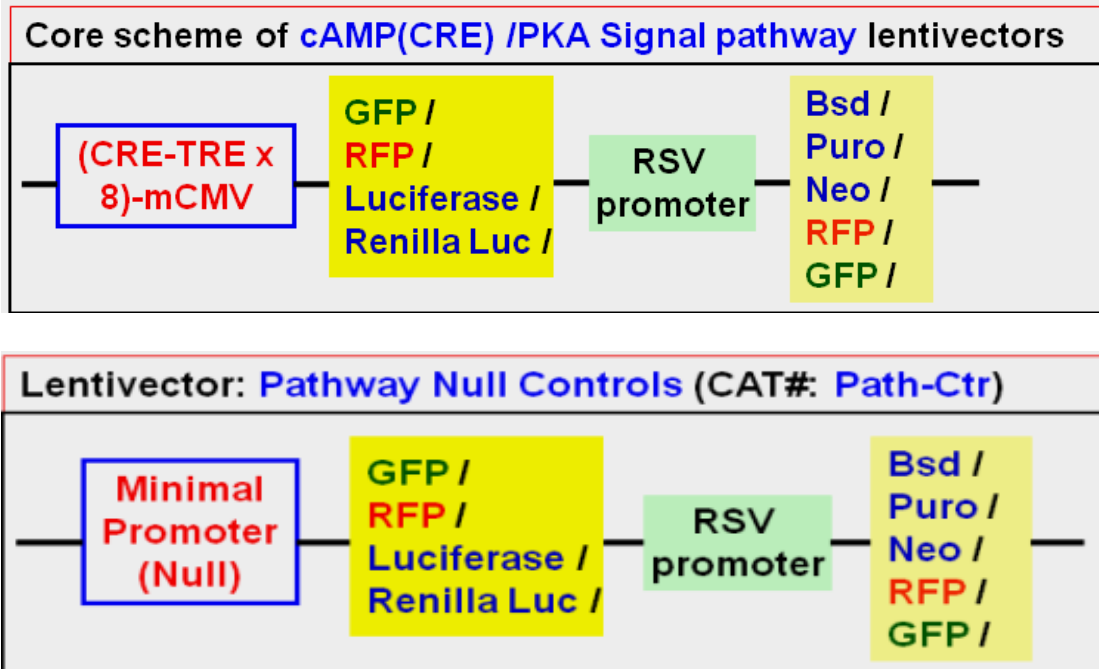 Core scheme of cAMP(CRE) /PKA Signal pathway lentivectors
(CRE-TRE x
8)-mCMV
GFP /
RFP /
Luciferase /
Renilla Luc /
RSV
promoter
Bsd /
Puro /
Neo /
RFP /
GFP /
Lentivector: Pathway Null Controls (CAT#: Path-Ctr)
Minimal
Promoter
(Null)
GFP /
RFP /
Luciferase /
Renilla Luc /
RSV
promoter
Bsd /
Puro /
Neo /
RFP /
GFP /